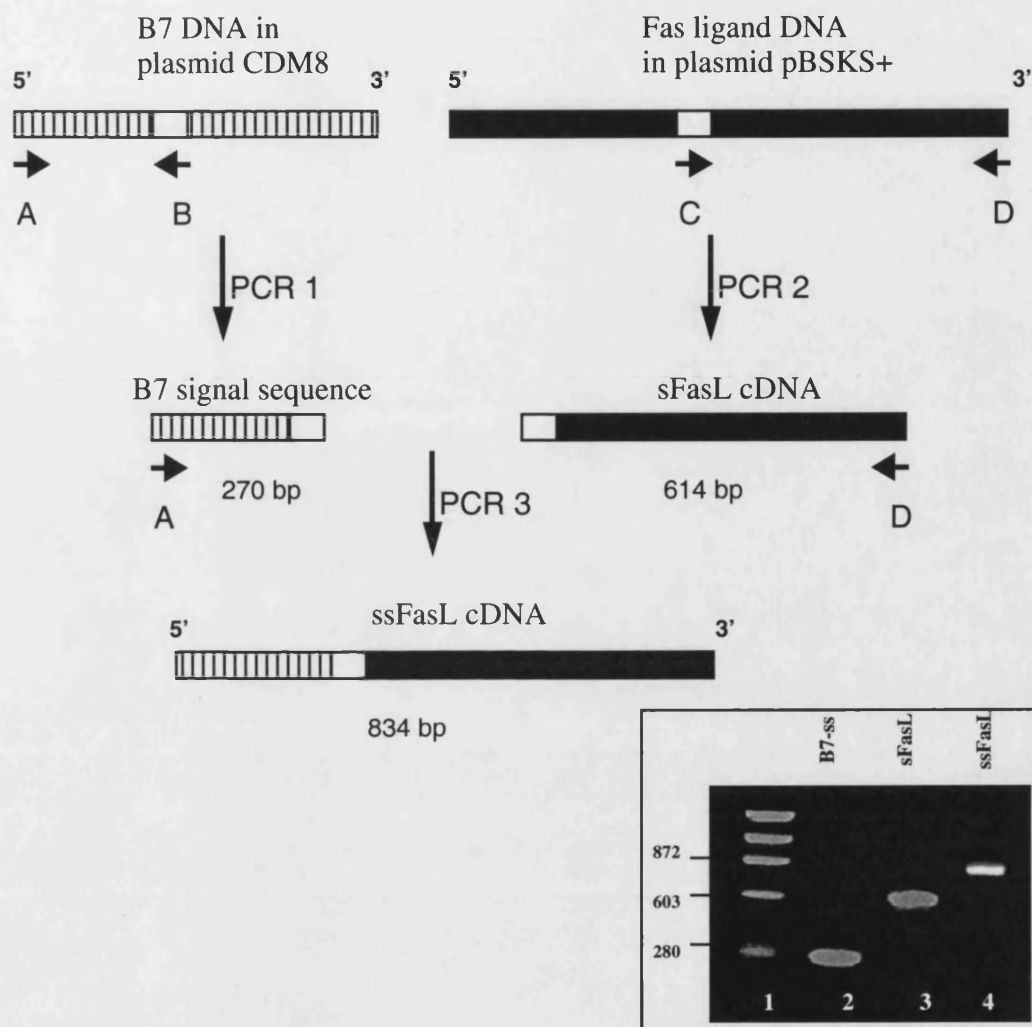 B7 DNA in
plasmid CDM8
5’
3’
Fas ligand DNA
in plasmid pBSKS+
5’
3’
A
B
C
D
PCR 1
PCR 2
B7 signal sequence
sFasL cDNA
270 bp
614 bp
A
D
PCR 3
ssFasL cDNA
5’
3’
834 bp
B7-ss
sFasL
ssFasL
872
603
280
1
2
3
4